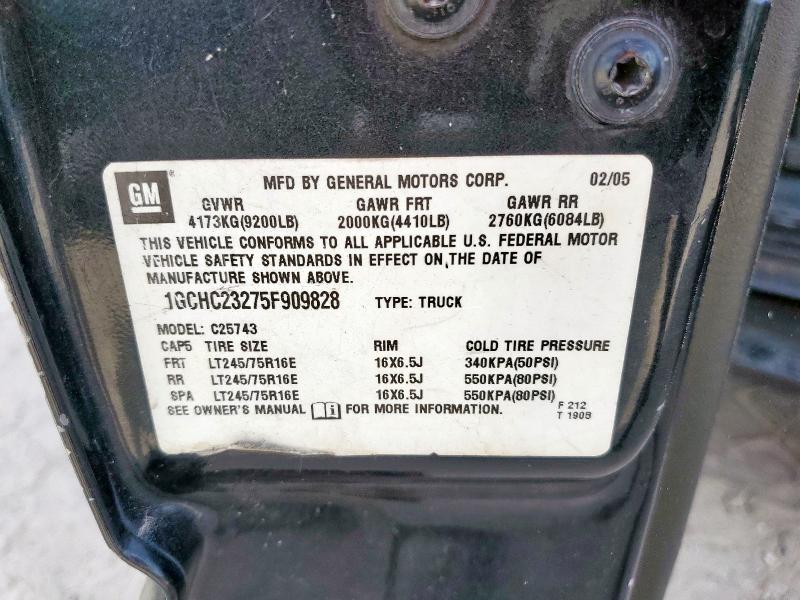 GM
MFD BY GENERAL MOTORS CORP. 02/05
GVWR GAWR FRT GAWR RR
4173KG(9200LB) 2000KG(4410LB) 2760KG(6084LB)
THIS VEHICLE CONFORMS TO ALL APPLICABLE U.S. FEDERAL MOTOR
VEHICLE SAFETY STANDARDS IN EFFECT ON THE DATE OF
MANUFACTURE SHOWN ABOVE.
1GCHC23275F909828 TYPE: TRUCK
MODEL: C25743
CAP5 TIRE SIZE RIM COLD TIRE PRESSURE
FRT LT245/75R16E 16X6.5J 340KPA(50PSI)
RR LT245/75R16E 16X6.5J 550KPA(80PSI)
SPA LT245/75R16E 16X6.5J 550KPA(80PSI)
SEE OWNER'S MANUAL i FOR MORE INFORMATION.
F 212
T 190B